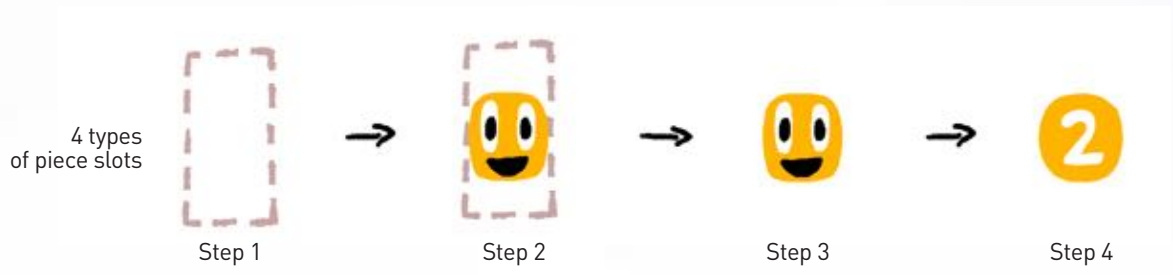 4 types
of piece slots
2
Step 1
Step 2
Step 3
Step 4